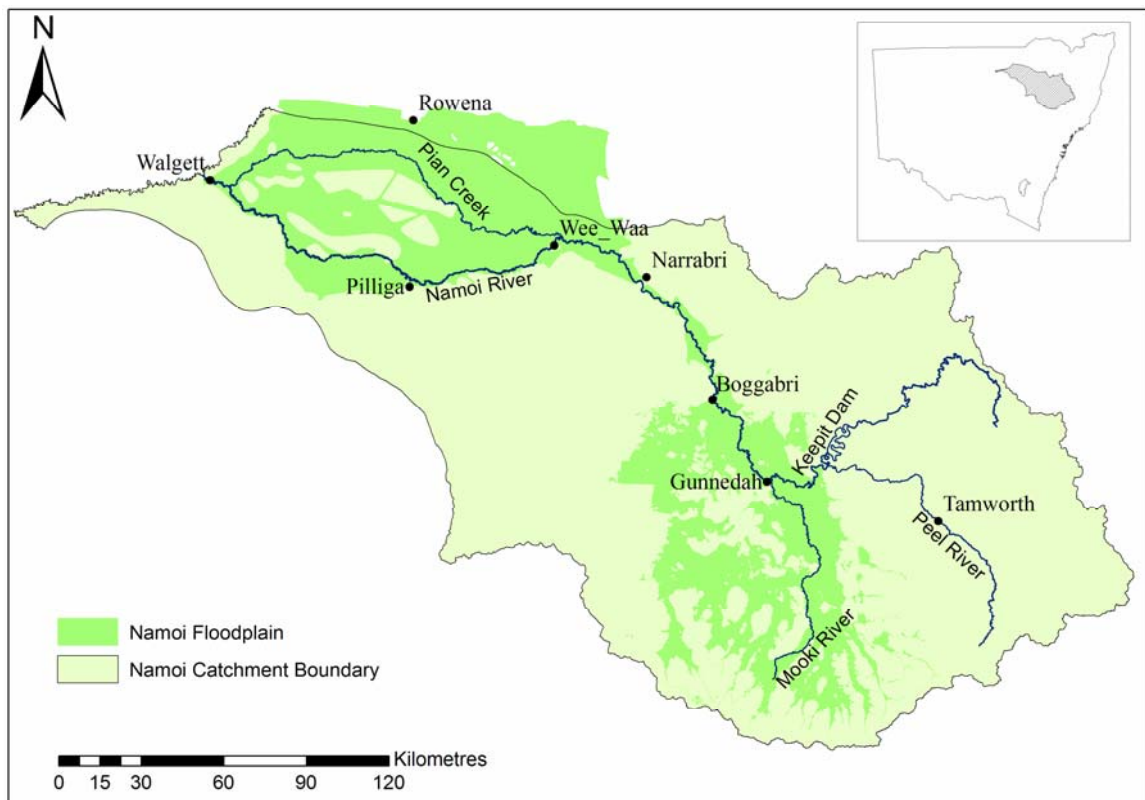 N
Rowena
Walgett
Pian Creek
Wee_Waa
Narrabri
Pilliga
Namoi River
Boggabri
Keepit Dam
Gunnedah
Tamworth
Peel River
Mooki River
Namoi Floodplain
Namoi Catchment Boundary
Kilometres
0 15 30 60 90 120